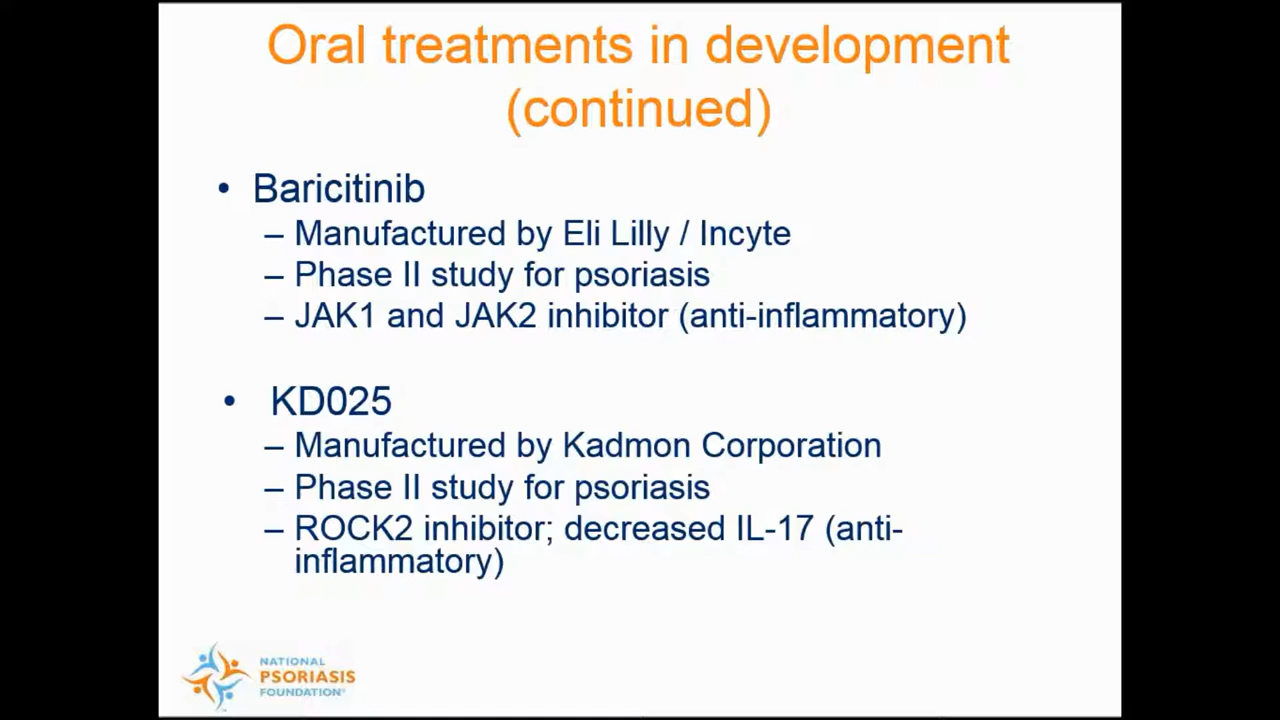 Oral treatments in development
(continued)
• Baricitinib
– Manufactured by Eli Lilly / Incyte
– Phase II study for psoriasis
– JAK1 and JAK2 inhibitor (anti-inflammatory)
• KD025
– Manufactured by Kadmon Corporation
– Phase II study for psoriasis
– ROCK2 inhibitor; decreased IL-17 (anti-
inflammatory)
NATIONAL
PSORIASIS
FOUNDATION®